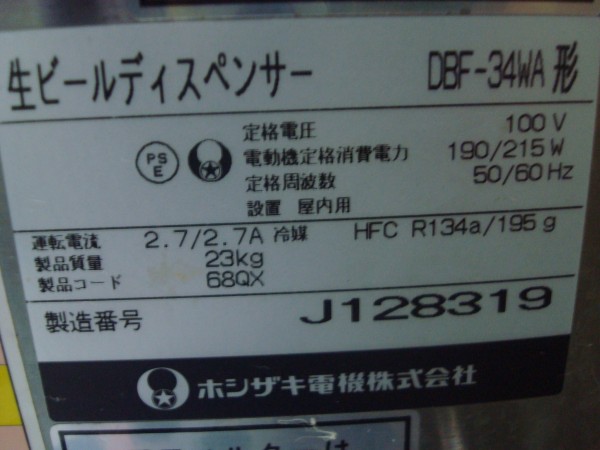 生ビールディスペンサー DBF-34WA 形
定格電圧 100 V
PS E 電動機定格消費電力 190/215 W
定格周波数 50/60 Hz
設置 屋内用
運転電流 2.7/2.7A 冷媒 HFC R134a/195 g
製品質量 23kg
製品コード 68QX
製造番号 J128319
ホシザキ電機株式会社